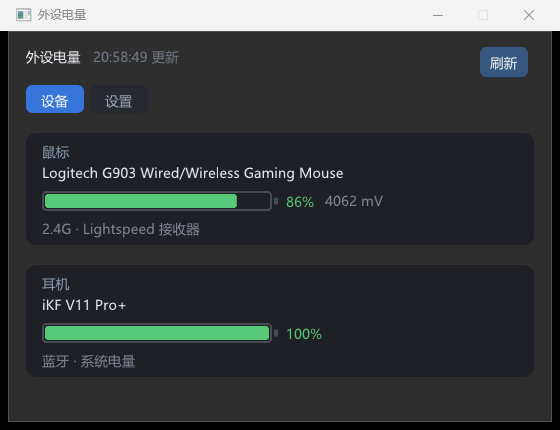 外设电量
外设电量 20:58:49 更新
刷新
设备 设置
鼠标
Logitech G903 Wired/Wireless Gaming Mouse
86% 4062 mV
2.4G · Lightspeed 接收器
耳机
iKF V11 Pro+
100%
蓝牙 · 系统电量